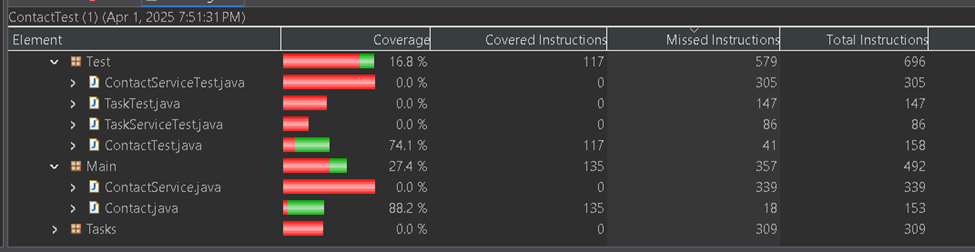 ContactTest (1) (Apr 1, 2025 7:51:31 PM)
Element Coverage Covered Instructions Missed Instructions Total Instructions
Test 16.8 % 117 579 696
ContactServiceTest.java 0.0 % 0 305 305
TaskTest.java 0.0 % 0 147 147
TaskServiceTest.java 0.0 % 0 86 86
ContactTest.java 74.1 % 117 41 158
Main 27.4 % 135 357 492
ContactService.java 0.0 % 0 339 339
Contact.java 88.2 % 135 18 153
Tasks 0.0 % 0 309 309